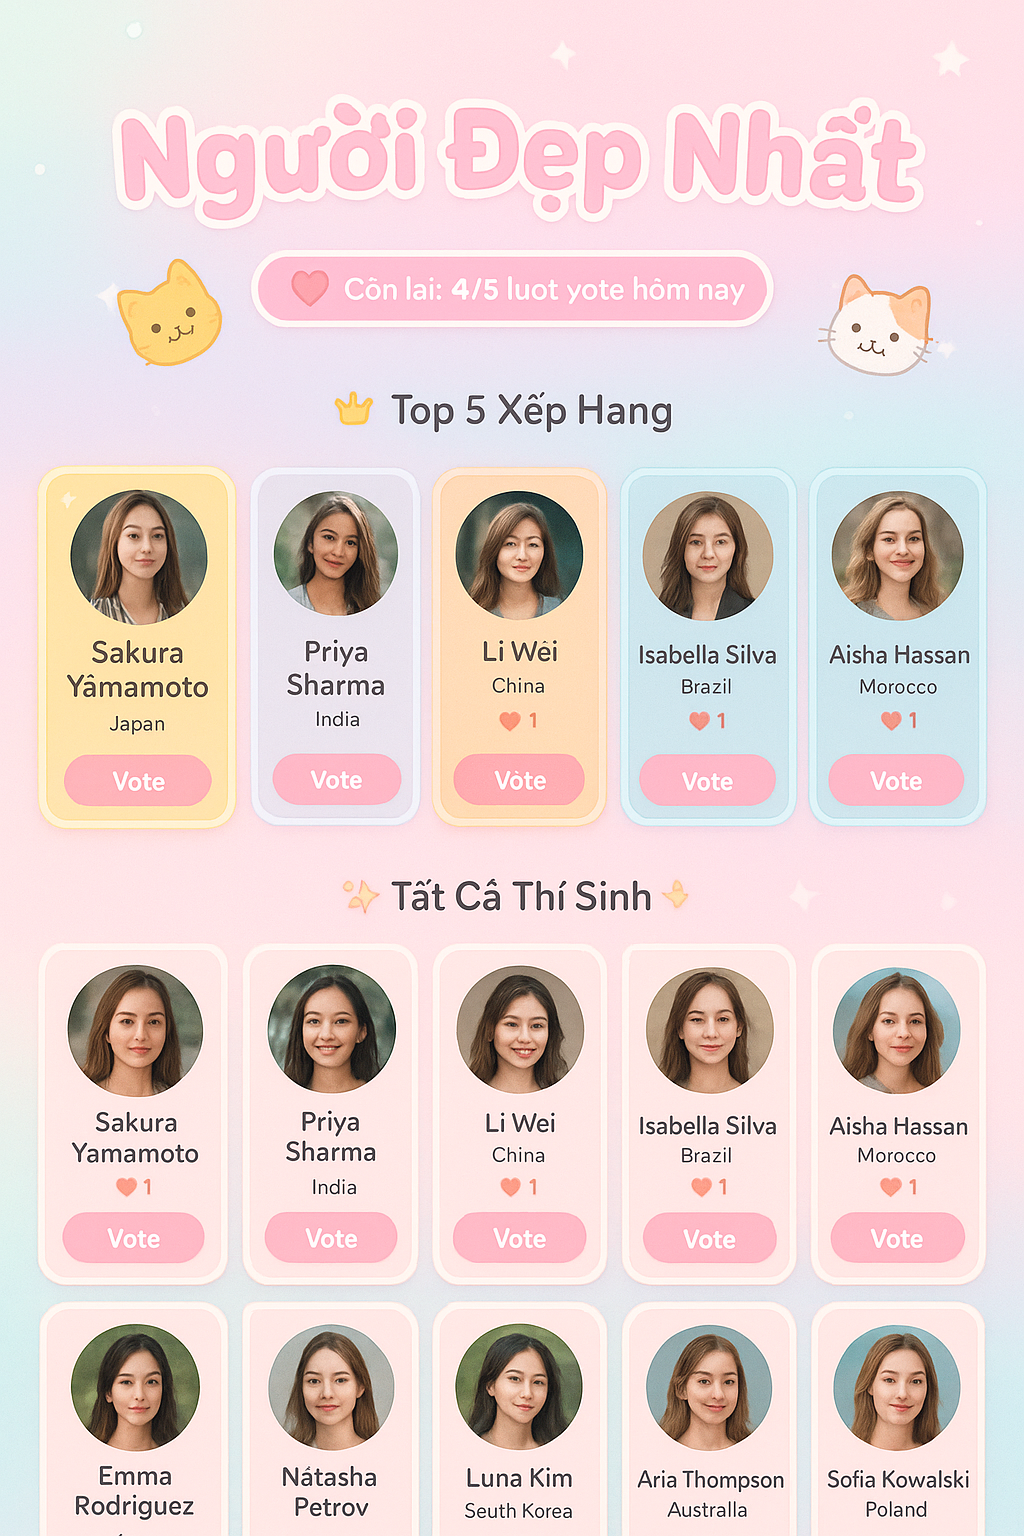 Người Đẹp Nhất
Côn lai: 4/5 luot yote hôm nay
Top 5 Xếp Hang
Sakura
Yâmamoto
Japan
Vote
Priya
Sharma
India
Vote
Li Wêi
China
1
Vòte
Isabella Silva
Brazil
1
Vote
Aisha Hassan
Morocco
1
Vote
Tất Cả Thí Sinh
Sakura
Yamamoto
1
Vote
Priya
Sharma
India
Vote
Li Wei
China
1
Vote
Isabella Silva
Brazil
1
Vote
Aisha Hassan
Morocco
1
Vote
Emma
Rodriguez
Nátasha
Petrov
Luna Kim
Seuth Korea
Aria Thompson
Australla
Sofia Kowalski
Poland